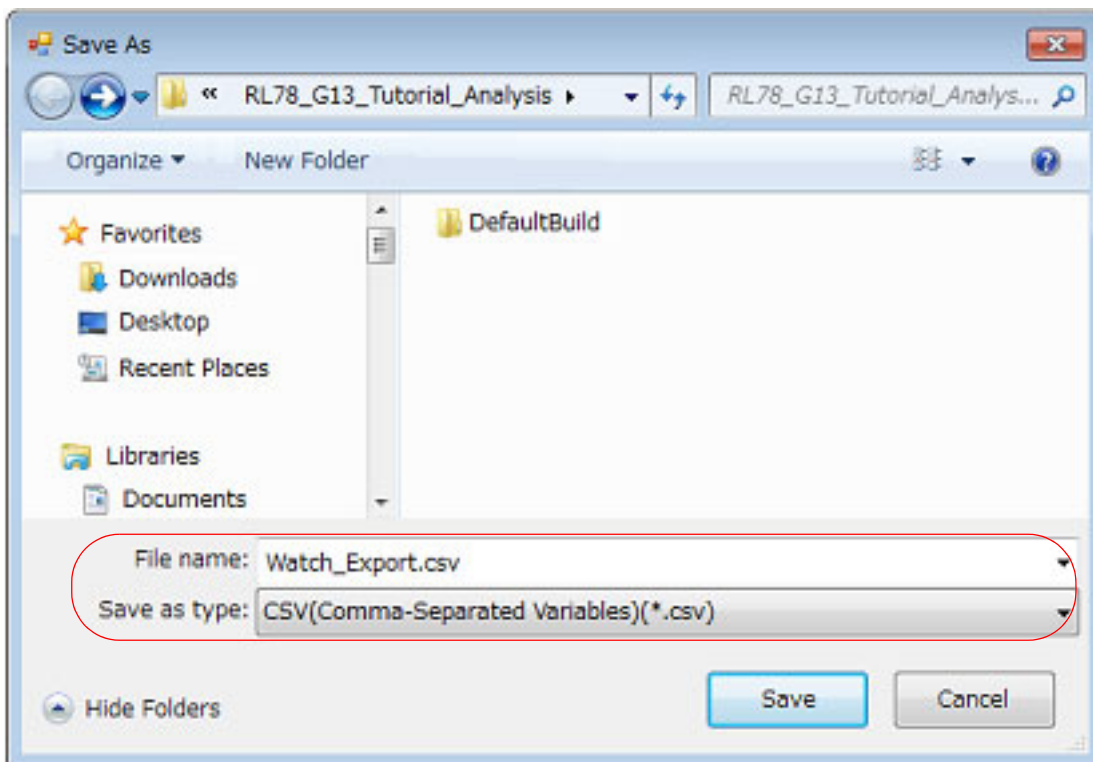 Save As
« RL78_G13_Tutorial_Analysis
RL78_G13_Tutorial_Analys...
Organize New Folder
Favorites
DefaultBuild
Downloads
Desktop
Recent Places
Libraries
Documents
File name: Watch_Export.csv
Save as type: CSV(Comma-Separated Variables)(*.csv)
Hide Folders Save Cancel